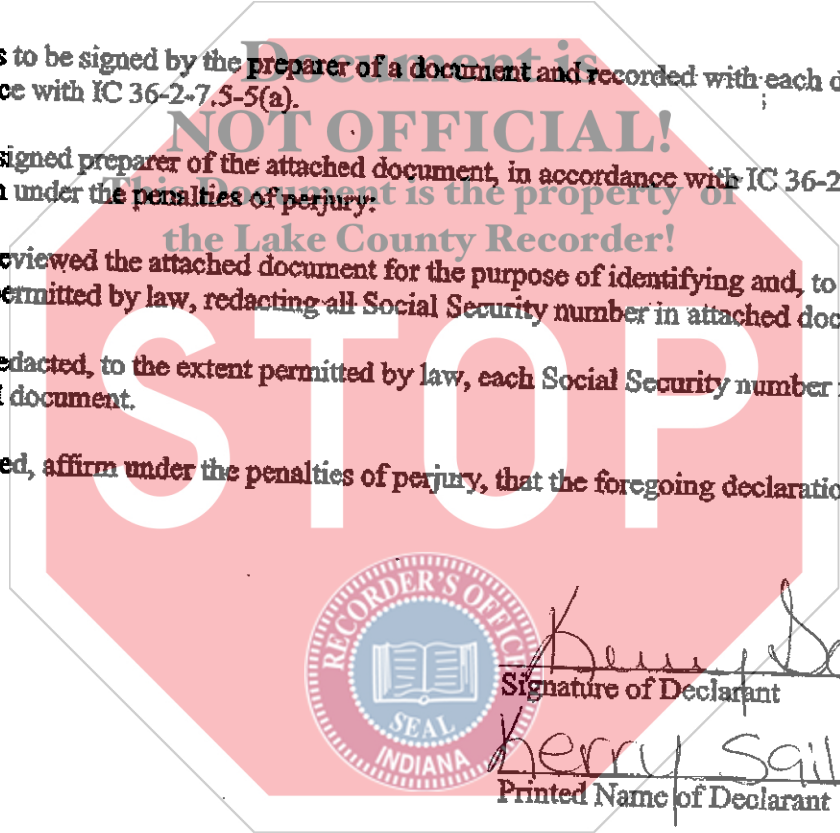 Document is
s to be signed by the preparer of a document and recorded with each d
ce with IC 36-2-7.5-5(a).
NOT OFFICIAL!
signed preparer of the attached document, in accordance with IC 36-2
This Document is the property of
n under the penalties of perjury:
the Lake County Recorder!
eviewed the attached document for the purpose of identifying and, to
ermitted by law, redacting all Social Security number in attached doc
STOP
edacted, to the extent permitted by law, each Social Security number
document.
ed, affirm under the penalties of perjury, that the foregoing declaratio
RECORDER'S OFFICE
SEAL
INDIANA
Signature of Declarant
Kerry
Printed Name of Declarant